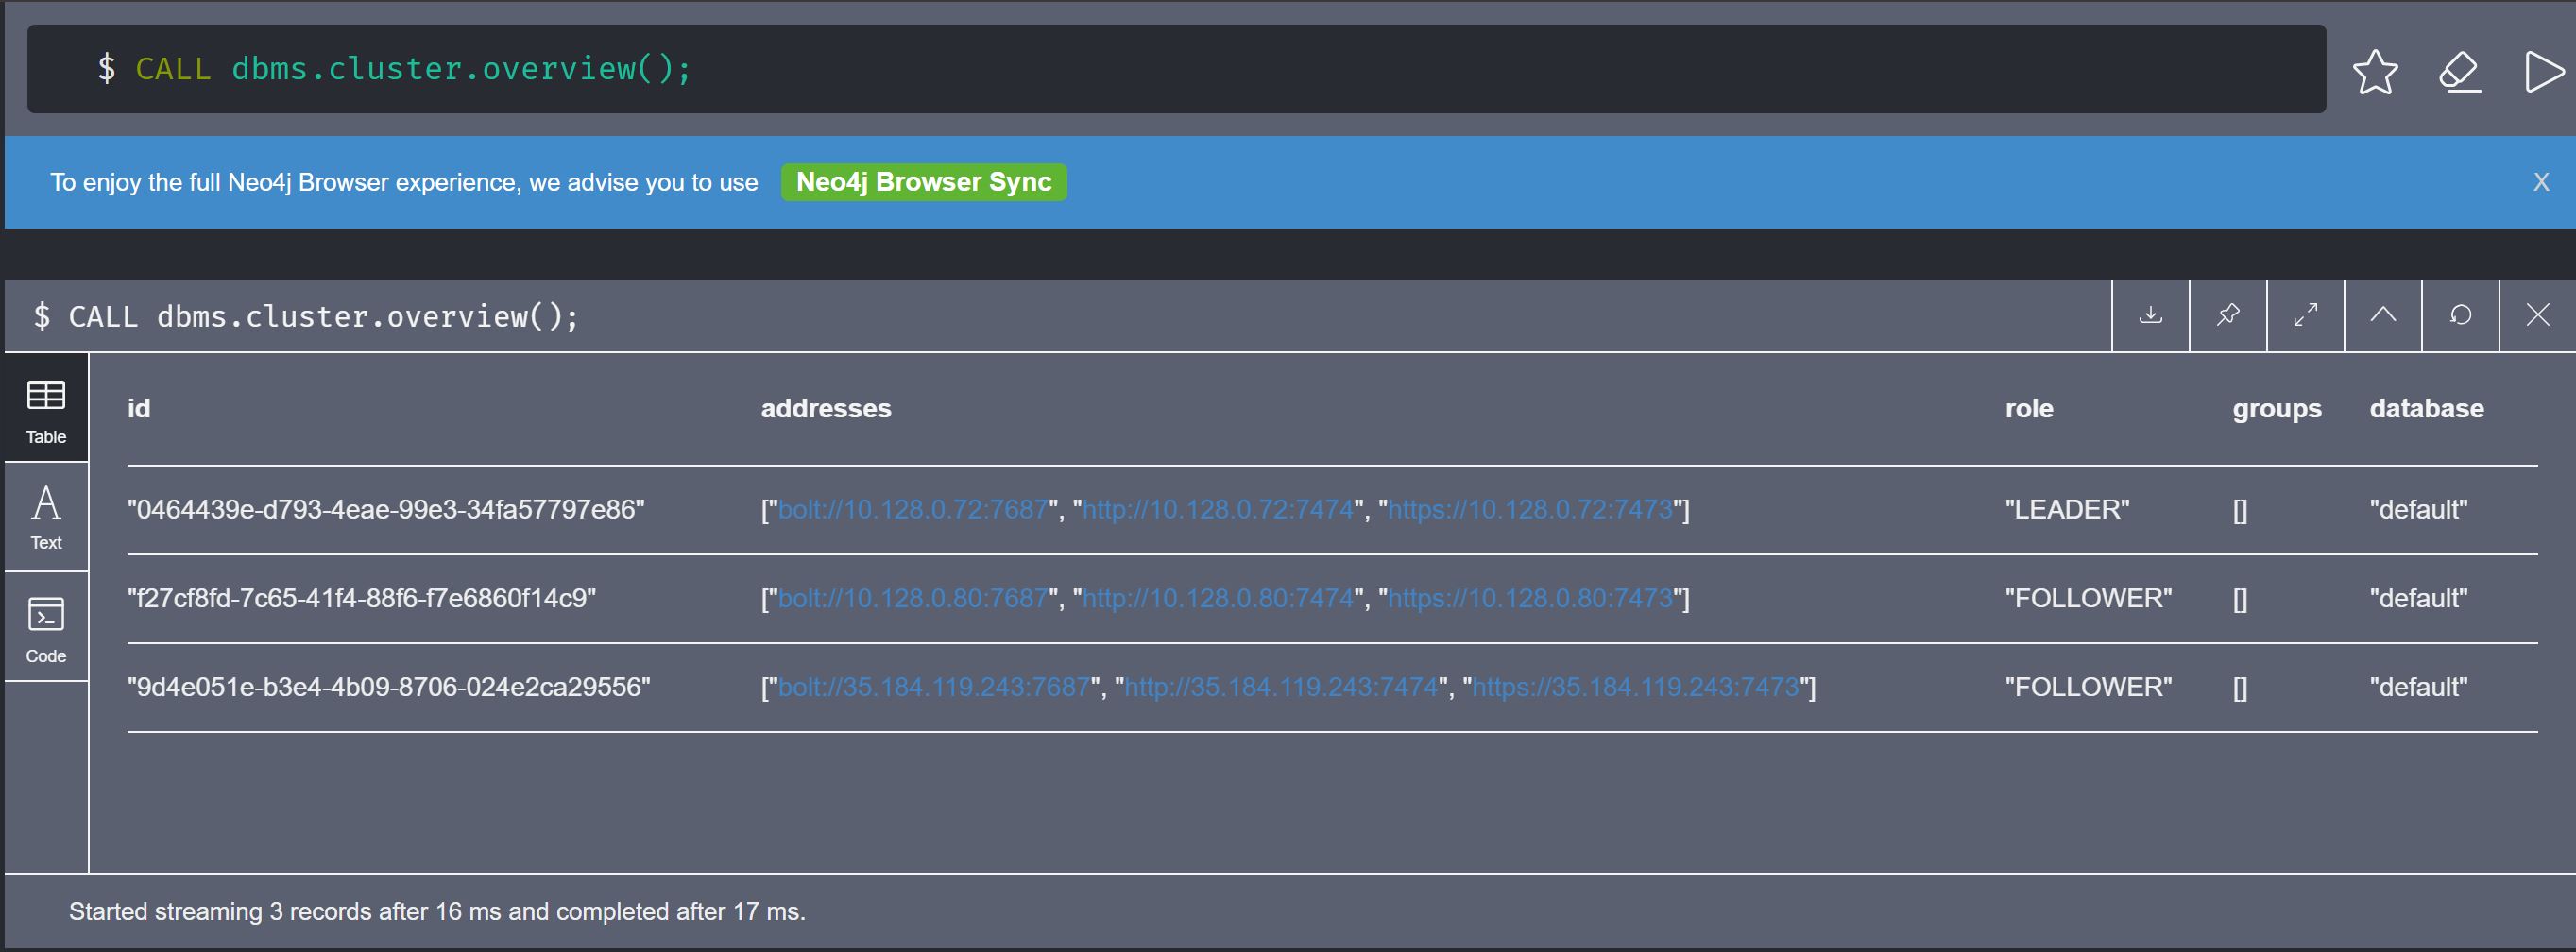 $ CALL dbms.cluster.overview();
To enjoy the full Neo4j Browser experience, we advise you to use Neo4j Browser Sync X
$ CALL dbms.cluster.overview();
Table
Text
Code
id addresses role groups database
"0464439e-d793-4eae-99e3-34fa57797e86" ["bolt://10.128.0.72:7687", "http://10.128.0.72:7474", "https://10.128.0.72:7473"] "LEADER" [] "default"
"f27cf8fd-7c65-41f4-88f6-f7e6860f14c9" ["bolt://10.128.0.80:7687", "http://10.128.0.80:7474", "https://10.128.0.80:7473"] "FOLLOWER" [] "default"
"9d4e051e-b3e4-4b09-8706-024e2ca29556" ["bolt://35.184.119.243:7687", "http://35.184.119.243:7474", "https://35.184.119.243:7473"] "FOLLOWER" [] "default"
Started streaming 3 records after 16 ms and completed after 17 ms.